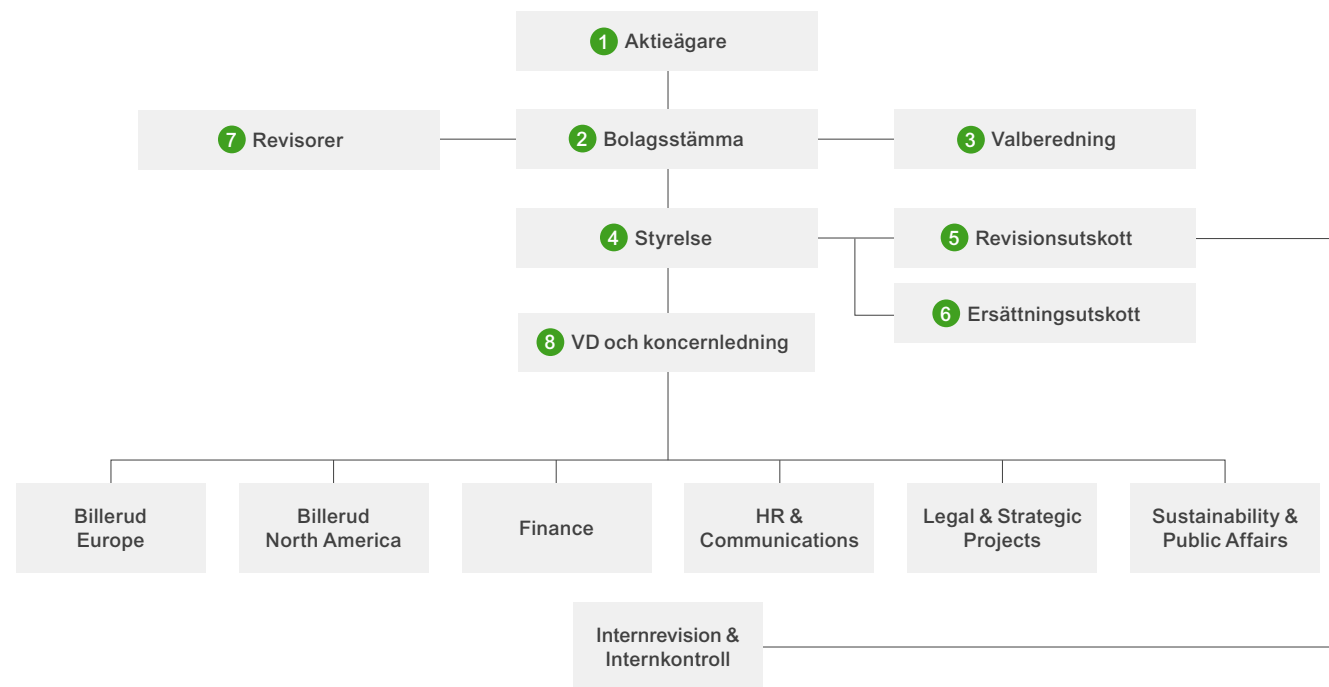 1 Aktieägare
7 Revisorer
2 Bolagsstämma
3 Valberedning
4 Styrelse
5 Revisionsutskott
6 Ersättningsutskott
8 VD och koncernledning
Billerud
Europe
Billerud
North America
Finance
HR &
Communications
Legal & Strategic
Projects
Sustainability &
Public Affairs
Internrevision &
Internkontroll